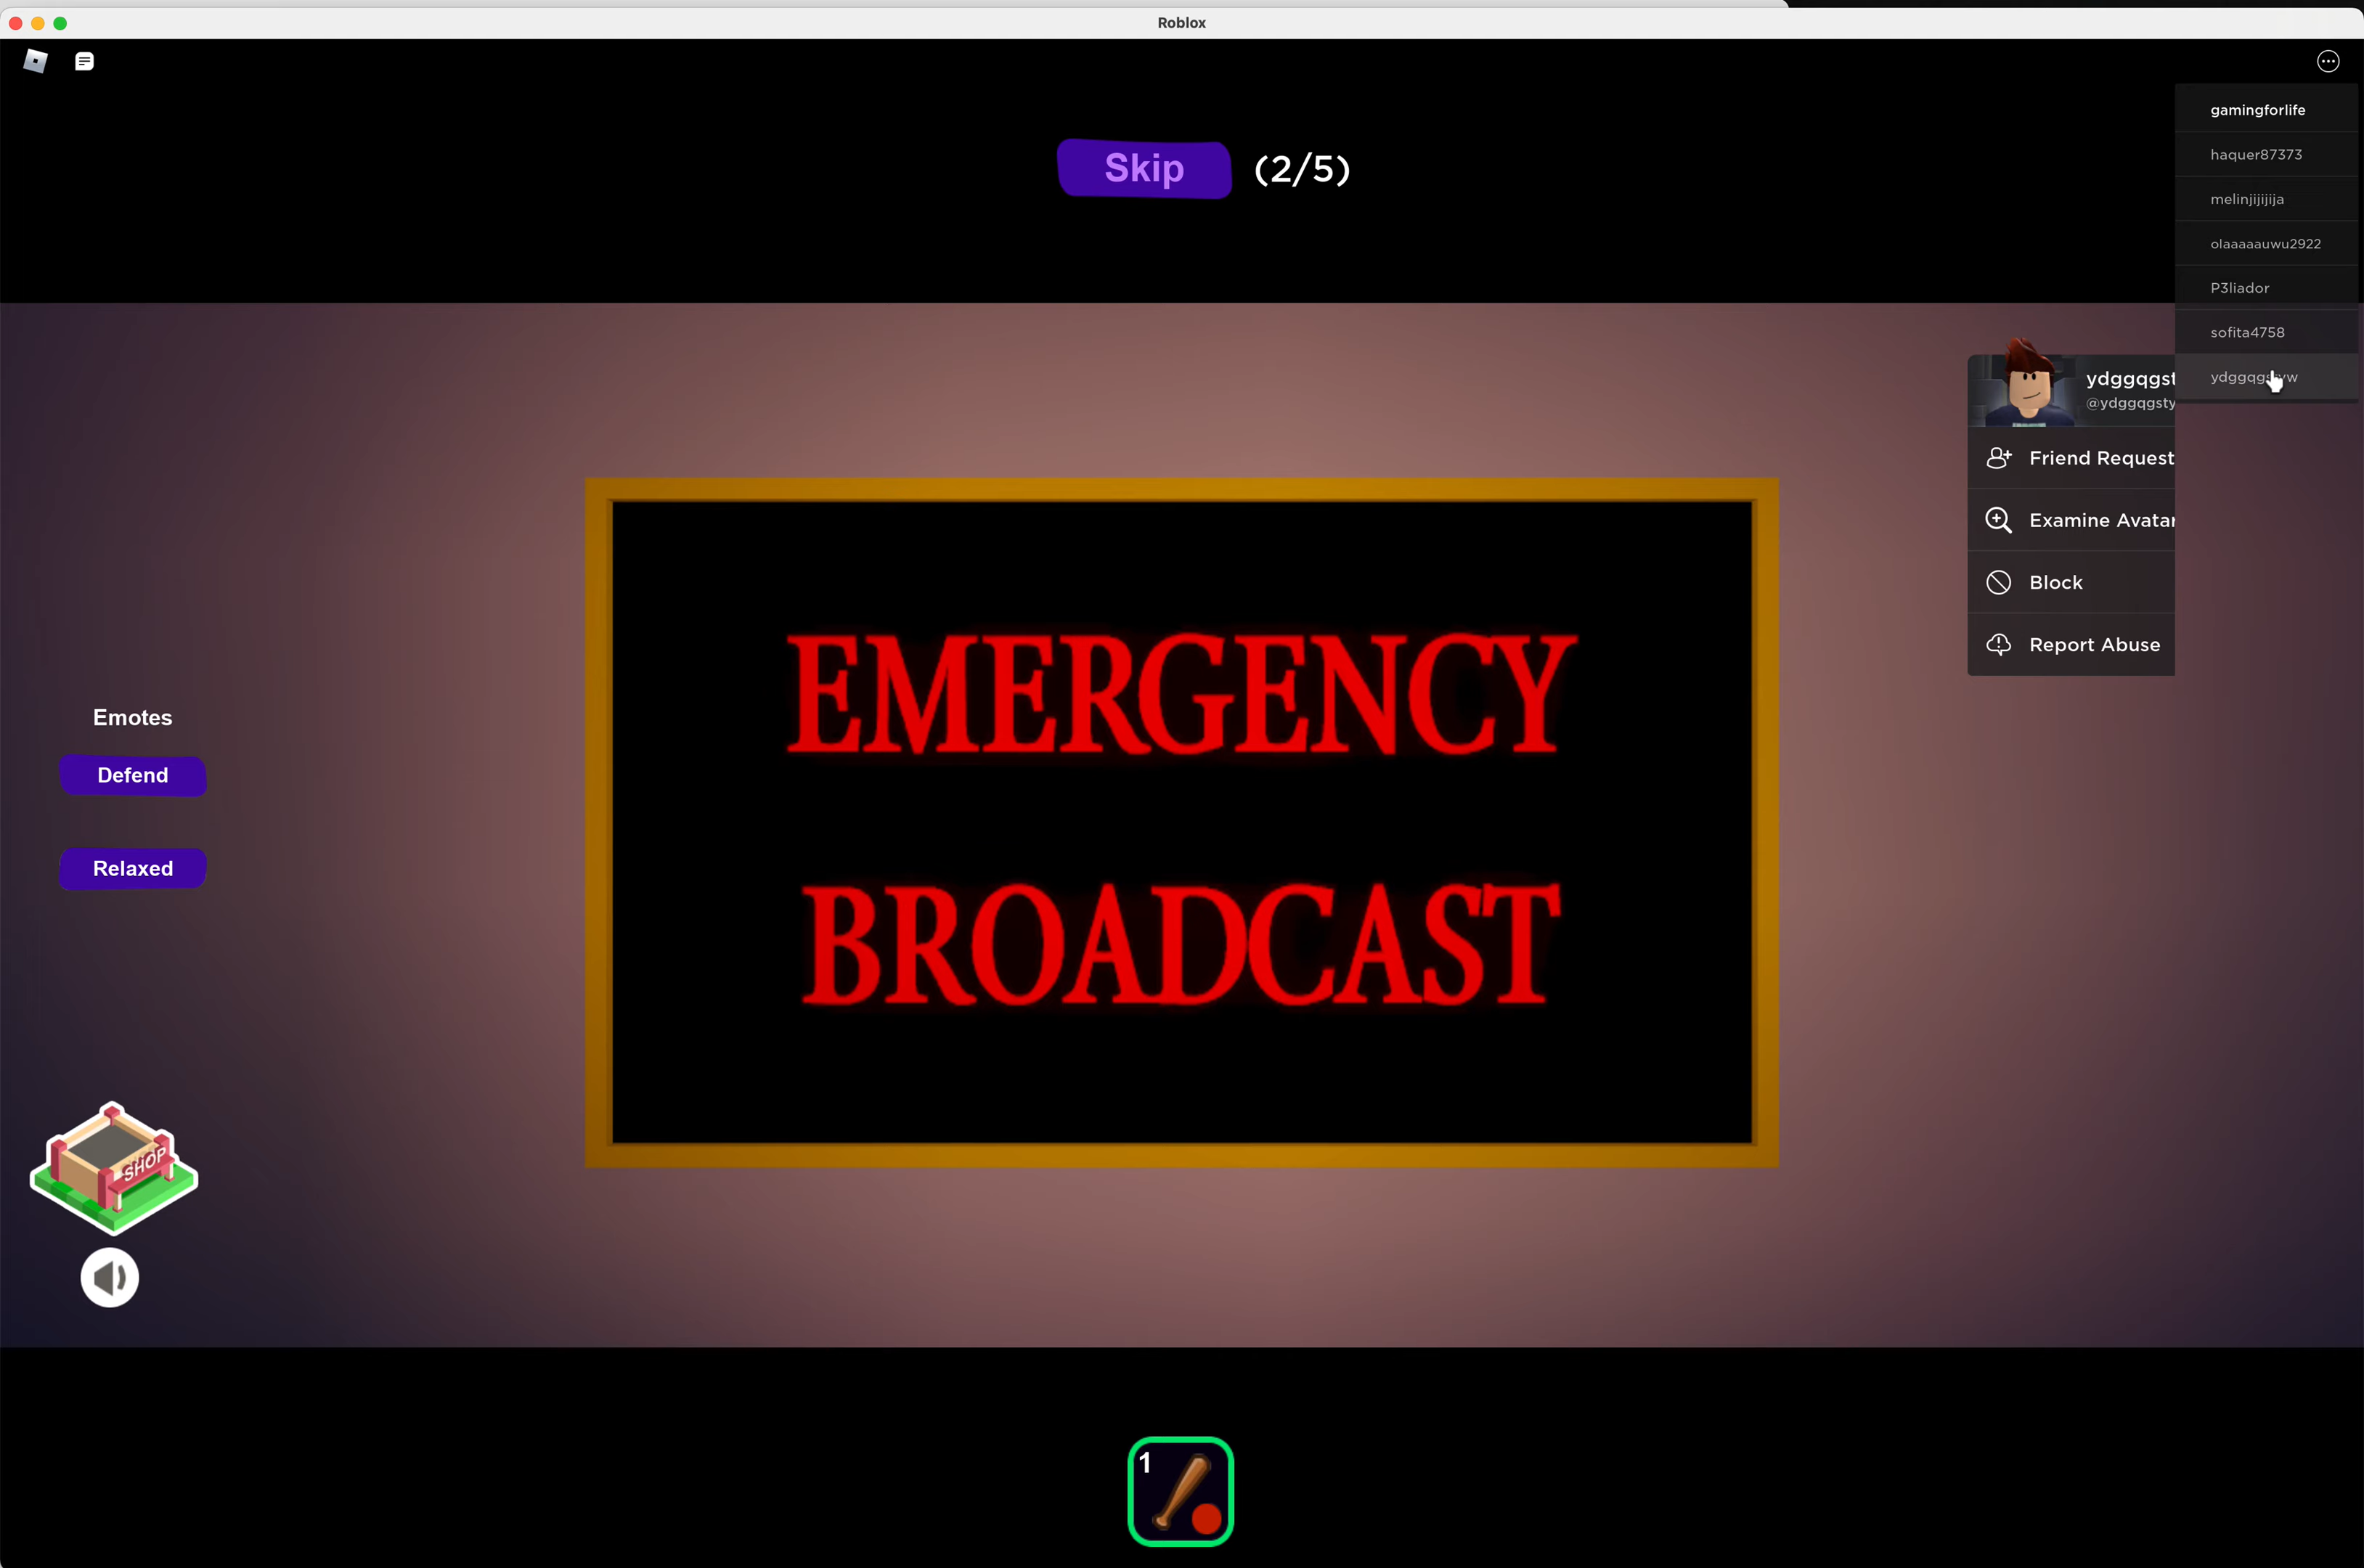 Roblox
Skip (2/5)
gamingforlife
haquer87373
melinjijijija
olaaaaauwu2922
P3liador
sofita4758
ydggqgst
@ydggqgsty
Friend Request
Examine Avatar
Block
Report Abuse
EMERGENCY
BROADCAST
Emotes
Defend
Relaxed
SHOP
1